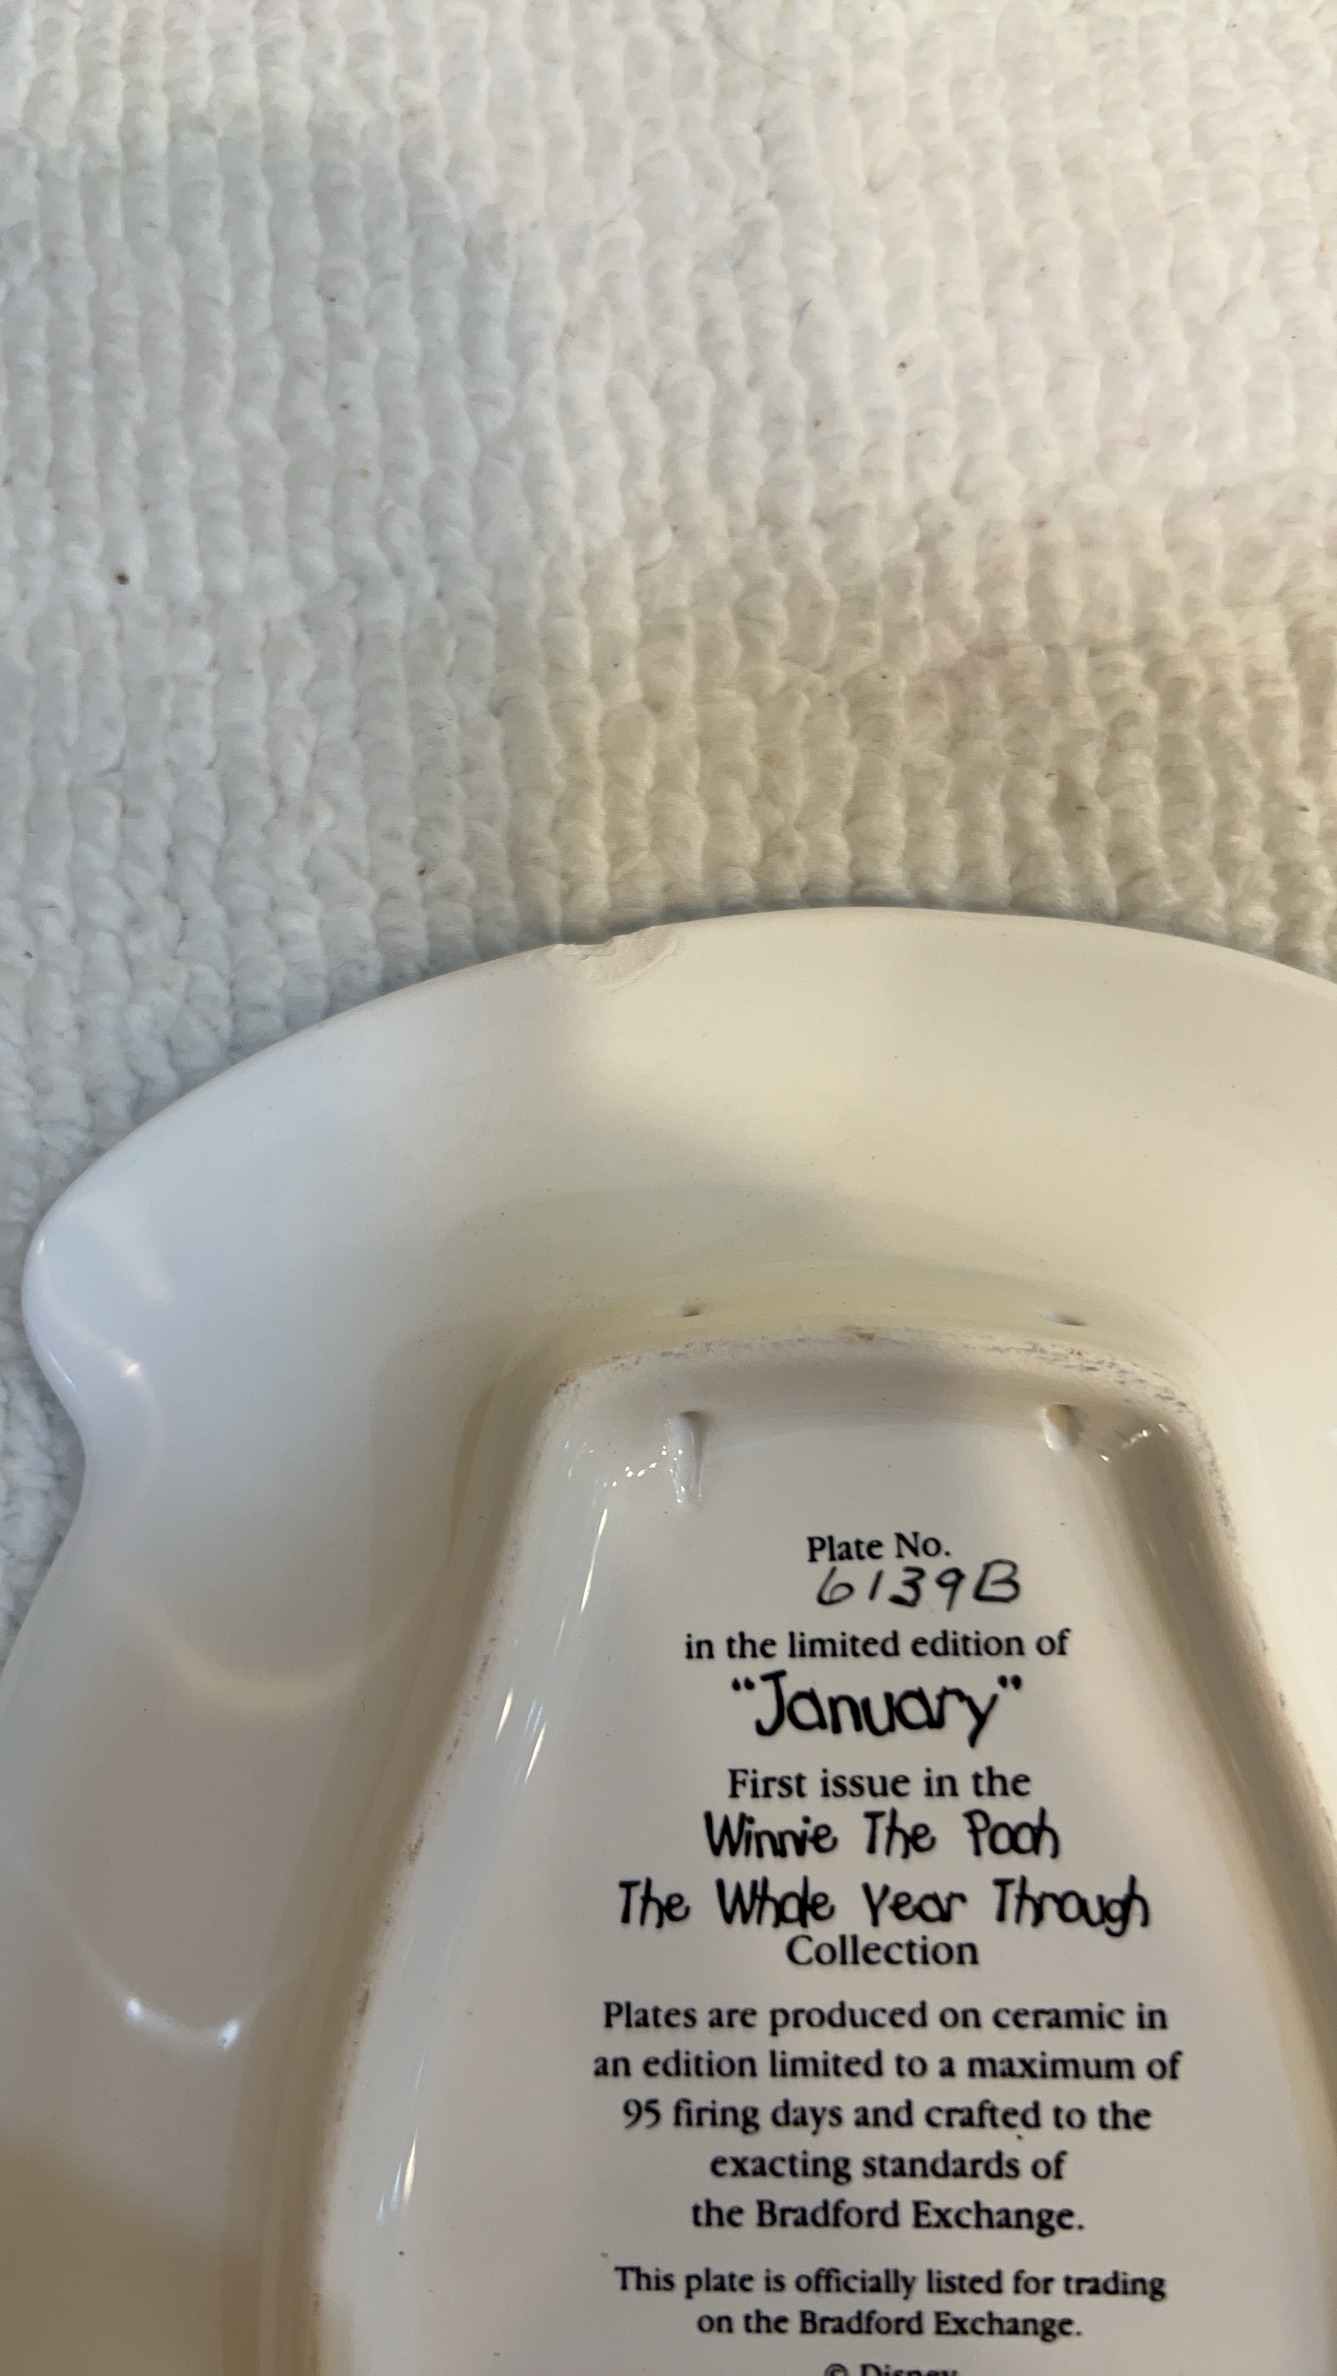 Plate No.
6139B
in the limited edition of
"January"
First issue in the
Winnie The Pooh
The Whole Year Through
Collection
Plates are produced on ceramic in
an edition limited to a maximum of
95 firing days and crafted to the
exacting standards of
the Bradford Exchange.
This plate is officially listed for trading
on the Bradford Exchange.
© Disney